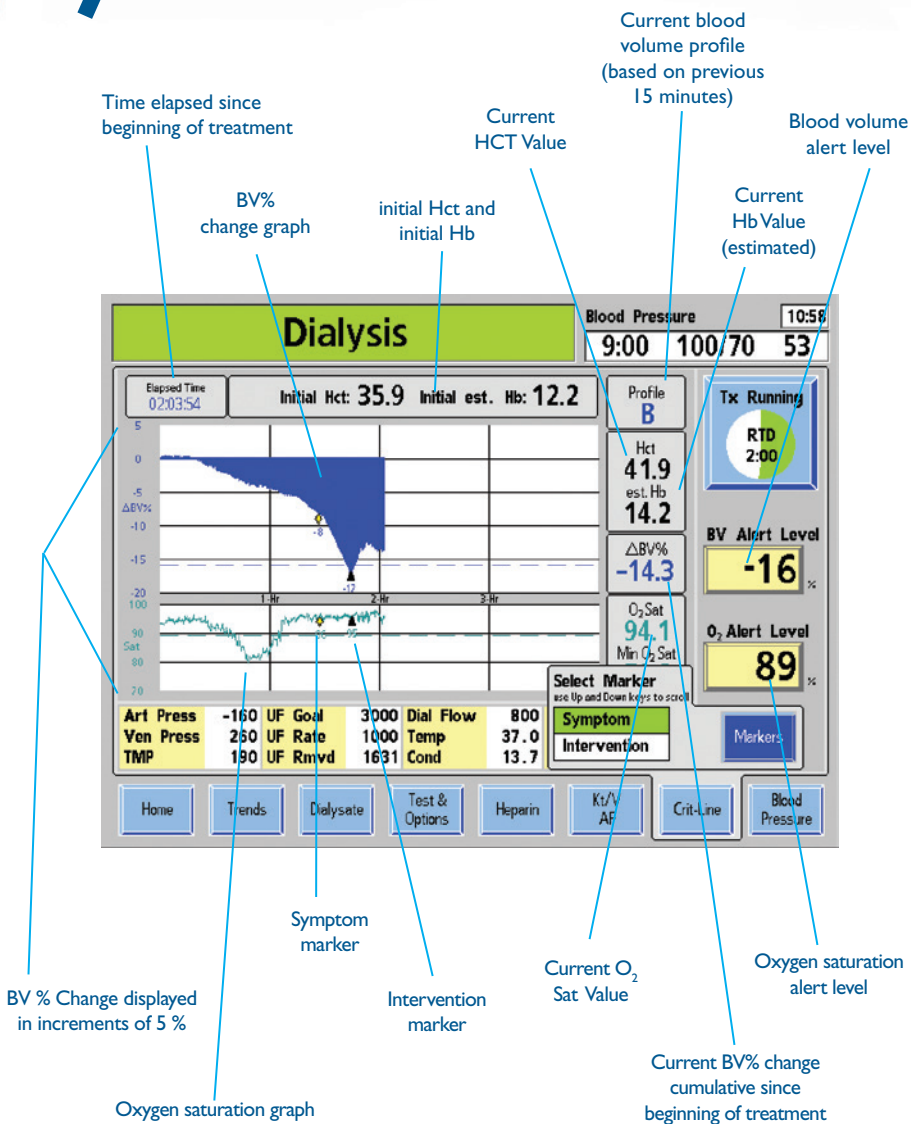 Current blood
volume profile
(based on previous
15 minutes)
Time elapsed since
beginning of treatment
Current
HCT Value
Blood volume
alert level
BV%
change graph
initial Hct and
initial Hb
Current
Hb Value
(estimated)
Dialysis
Blood Pressure 10:58
9:00 100/70 53
Elapsed Time
02:03:54
Initial Hct: 35.9 Initial est. Hb: 12.2
Profile
B
Tx Running
RTD
2:00
Hct
41.9
est. Hb
14.2
5
0
-5
ΔBV%
-10
-15
-20
-8
-17
1-Hr 2-Hr 3-Hr
ΔBV%
-14.3
BV Alert Level
-16 %
100
90
Sat
80
70
95
O2 Sat
94.1
Min O2 Sat
O2 Alert Level
89 %
Select Marker
use Up and Down keys to scroll
Symptom
Intervention
Markers
Art Press -160 UF Goal 3000 Dial Flow 800
Ven Press 260 UF Rate 1000 Temp 37.0
TMP 190 UF Rmvd 1631 Cond 13.7
Home
Trends
Dialysate
Test &
Options
Heparin
Kt/V
AF
Crit-Line
Blood
Pressure
Symptom
marker
BV % Change displayed
in increments of 5 %
Intervention
marker
Current O2
Sat Value
Oxygen saturation
alert level
Oxygen saturation graph
Current BV% change
cumulative since
beginning of treatment